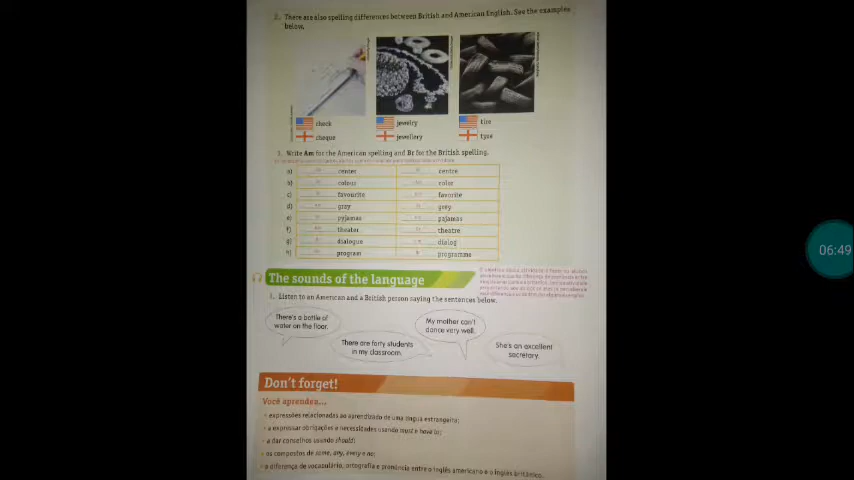 2. There are also spelling differences between British and American English. See the examples
below.
check
cheque
jewelry
jewellery
tire
tyre
3. Write Am for the American spelling and Br for the British spelling.
a) center centre
b) colour color
c) favourite favorite
d) gray grey
e) pyjamas pajamas
f) theater theatre
g) dialogue dialog
h) program programme
The sounds of the language
1. Listen to an American and a British person saying the sentences below.
There's a bottle of
water on the floor.
There are forty students
in my classroom.
My mother can't
dance very well.
She's an excellent
secretary.
Don't forget!
Você aprendeu...
• expressões relacionadas ao aprendizado de uma língua estrangeira;
• a expressar obrigações e necessidades usando must e have to;
• a dar conselhos usando should;
• os compostos de some, any, every e no;
• a diferença de vocabulário, ortografia e pronúncia entre o inglês americano e o inglês britânico.
06:49